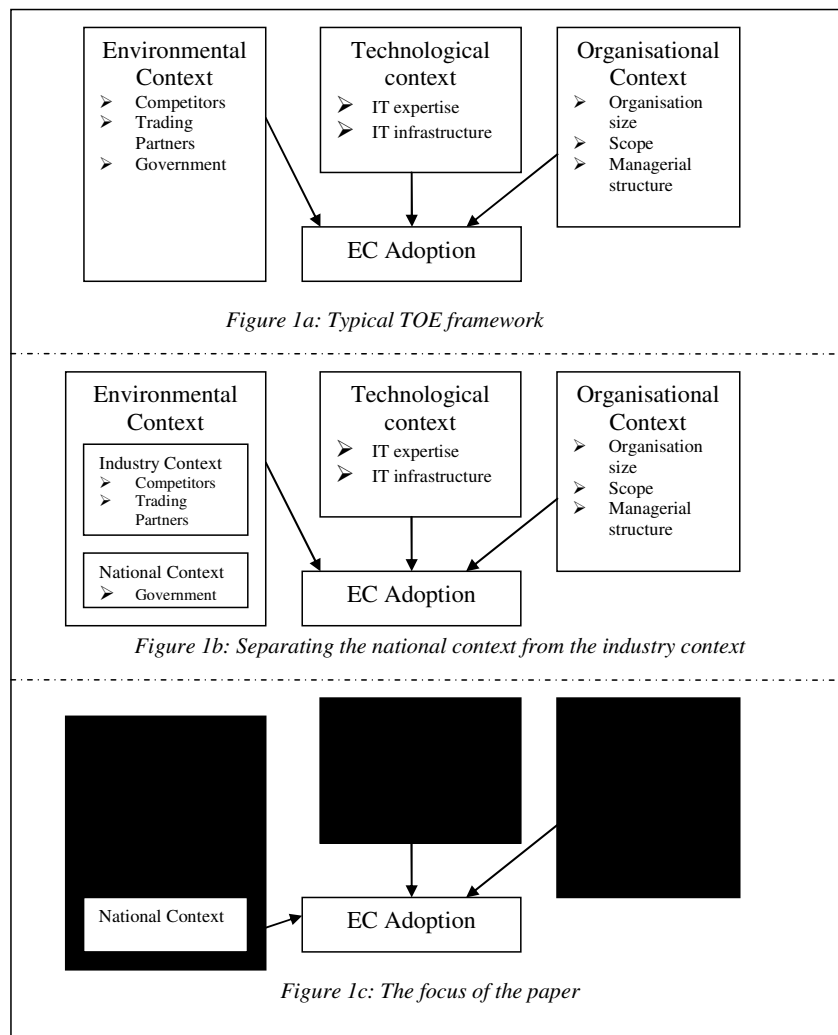 Environmental
Context
➢ Competitors
➢ Trading
Partners
➢ Government
Technological
context
➢ IT expertise
➢ IT infrastructure
Organisational
Context
➢ Organisation
size
➢ Scope
➢ Managerial
structure
EC Adoption
Figure 1a: Typical TOE framework
Environmental
Context
Industry Context
➢ Competitors
➢ Trading
Partners
National Context
➢ Government
Technological
context
➢ IT expertise
➢ IT infrastructure
Organisational
Context
➢ Organisation
size
➢ Scope
➢ Managerial
structure
EC Adoption
Figure 1b: Separating the national context from the industry context
National Context
EC Adoption
Figure 1c: The focus of the paper